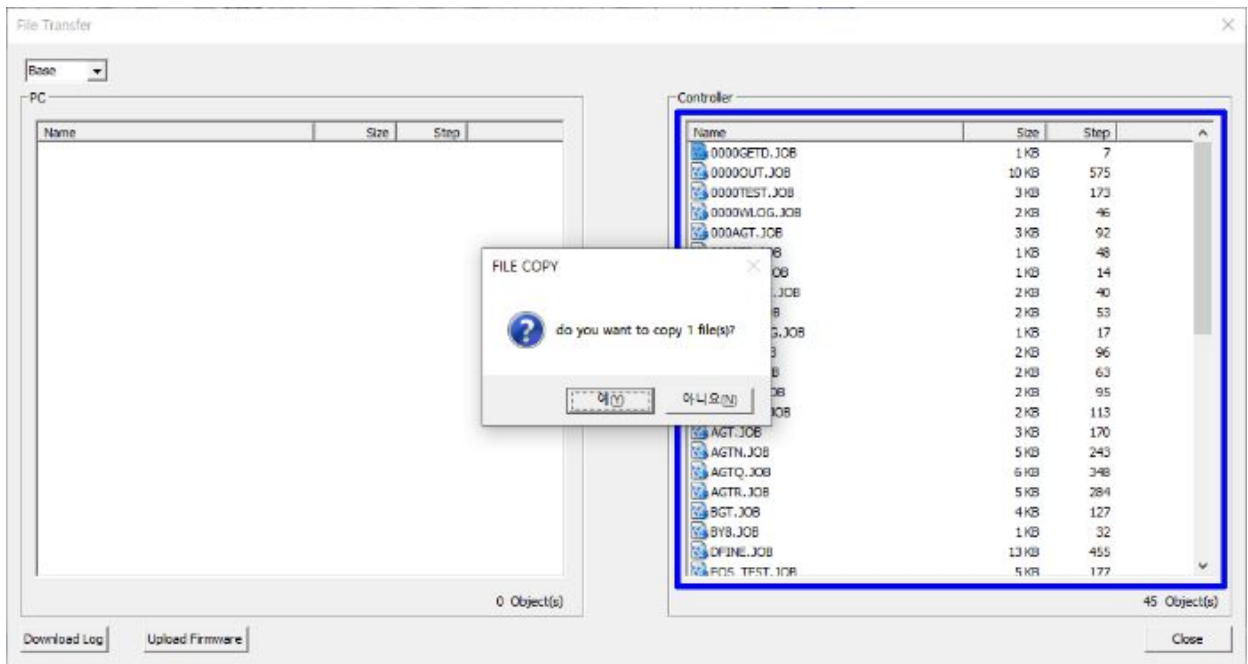 File Transfer
Base
PC
Name Size Step
0 Object(s)
Controller
Name Size Step
0000GETD.JOB 1 KB 7
0000OUT.JOB 10 KB 575
0000TEST.JOB 3 KB 173
0000WLOG.JOB 2 KB 46
000AGT.JOB 3 KB 92
1 KB 48
OB 1 KB 14
.JOB 2 KB 40
2 KB 53
G.JOB 1 KB 17
2 KB 96
2 KB 63
2 KB 95
JOB 2 KB 113
AGT.JOB 3 KB 170
AGTN.JOB 5 KB 243
AGTQ.JOB 6 KB 348
AGTR.JOB 5 KB 284
BGT.JOB 4 KB 127
BYB.JOB 1 KB 32
DFINE.JOB 13 KB 455
EOS_TEST.JOB 5 KB 177
45 Object(s)
FILE COPY
do you want to copy 1 file(s)?
예(Y) 아니요(N)
Download Log Upload Firmware Close